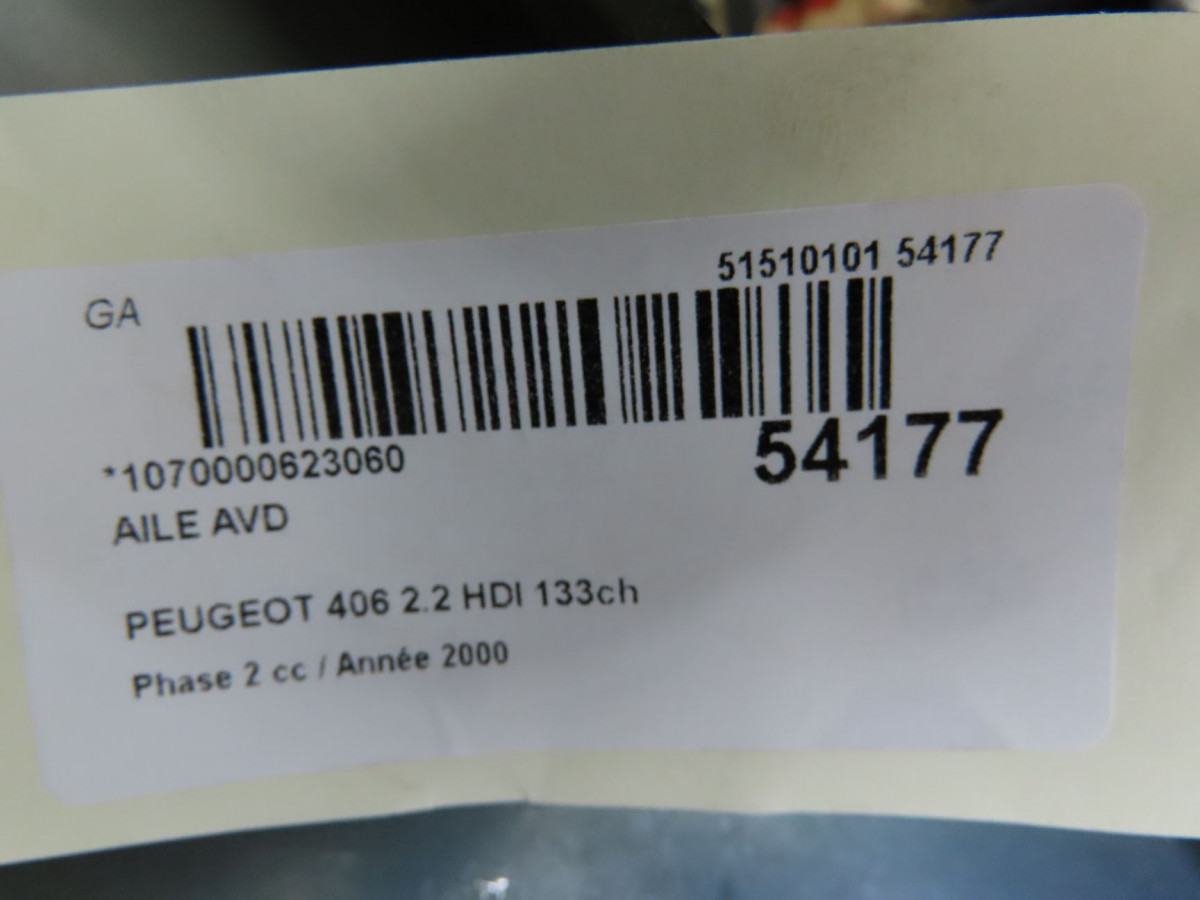 GA
51510101 54177
*1070000623060
54177
AILE AVD
PEUGEOT 406 2.2 HDI 133ch
Phase 2 cc / Année 2000